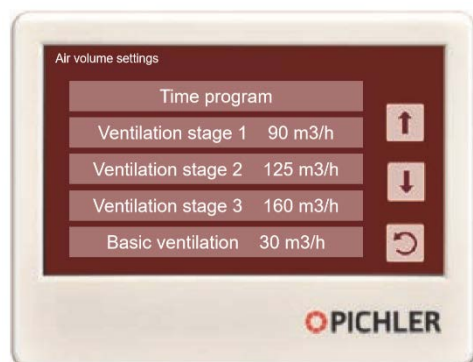 Air volume settings
Time program
Ventilation stage 1 90 m3/h
Ventilation stage 2 125 m3/h
Ventilation stage 3 160 m3/h
Basic ventilation 30 m3/h
PICHLER